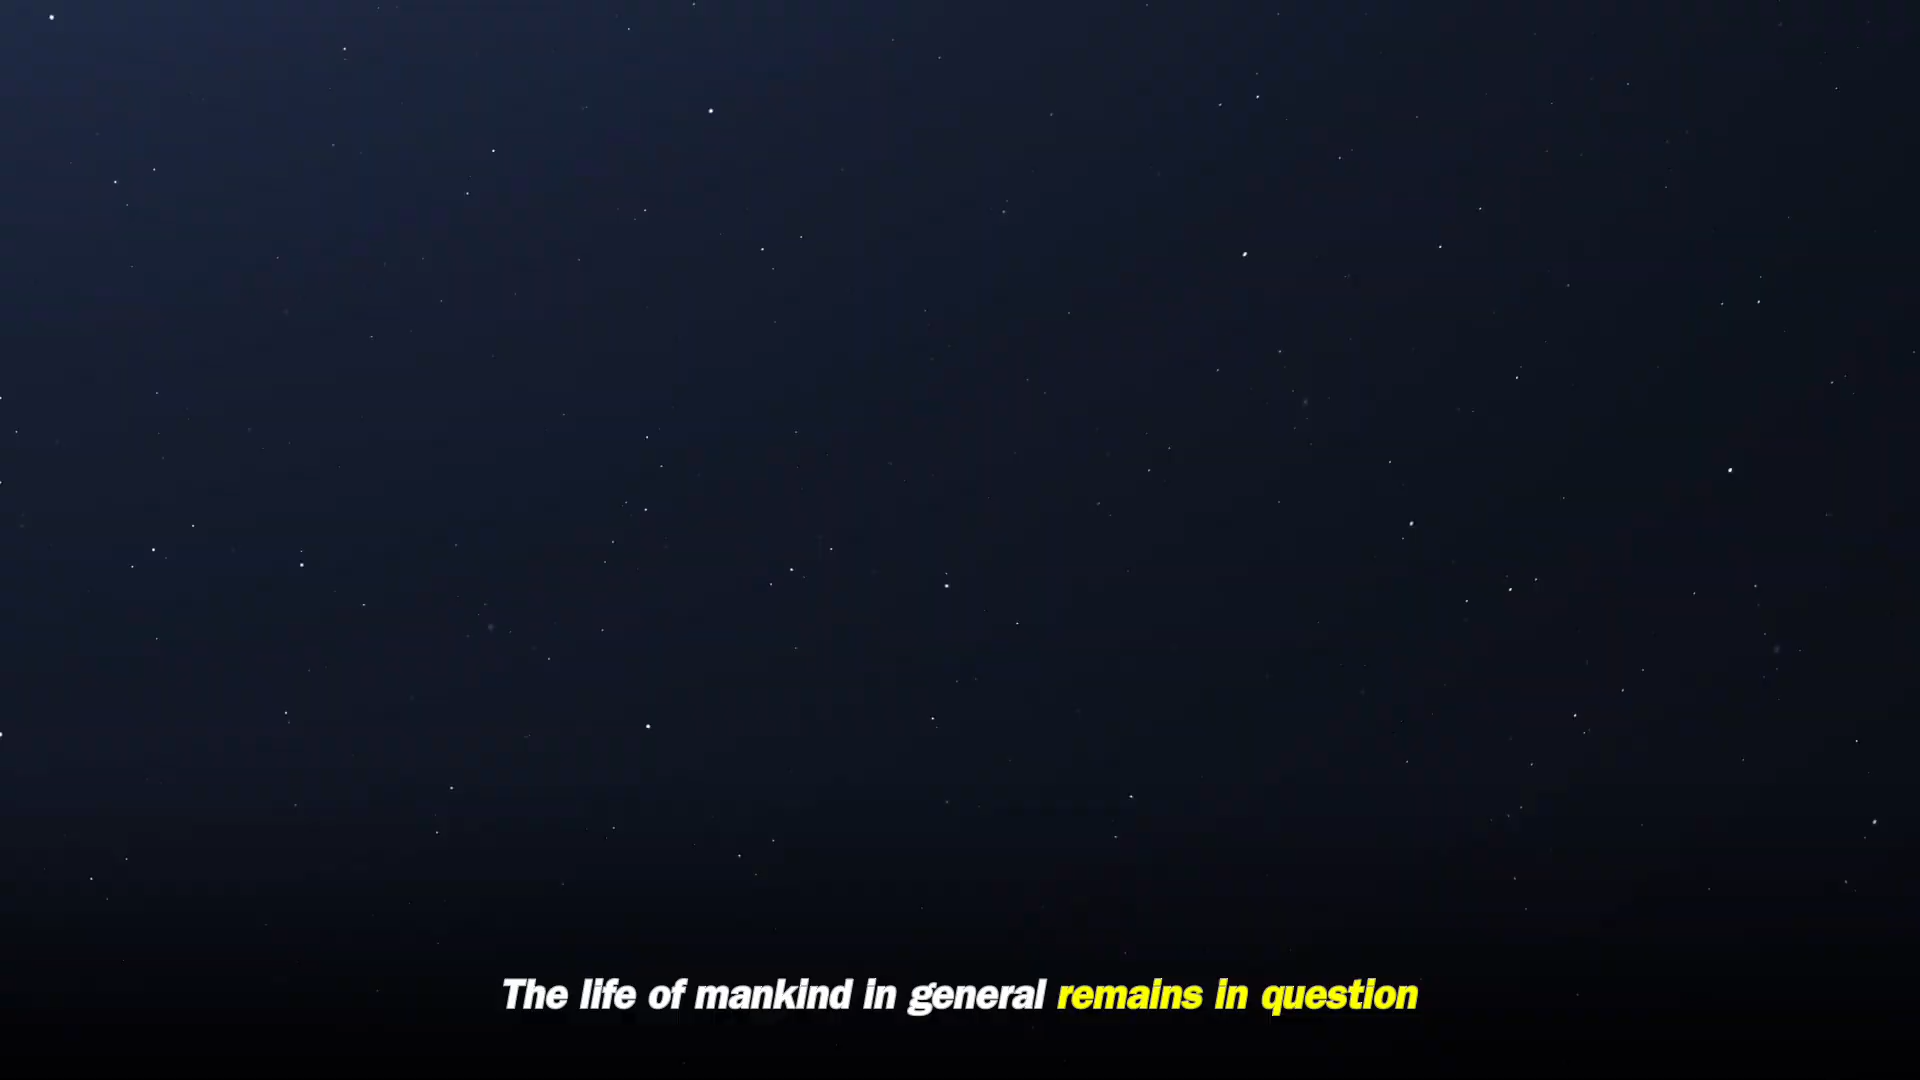 The life of mankind in general remains in question